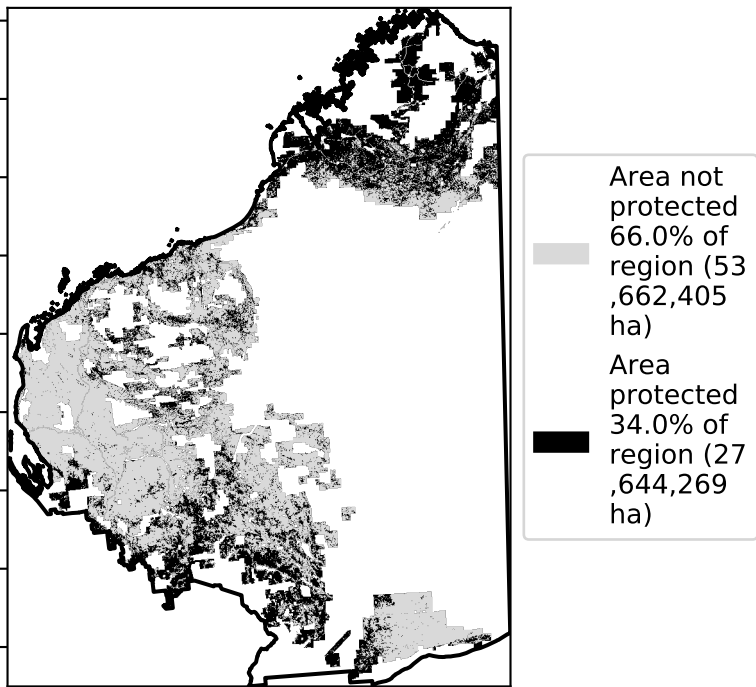 Area not
protected
66.0% of
region (53
,662,405
ha)
Area
protected
34.0% of
region (27
,644,269
ha)